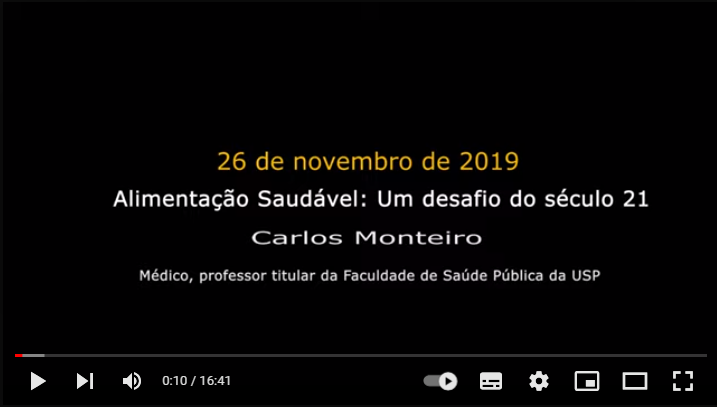 26 de novembro de 2019
Alimentação Saudável: Um desafio do século 21
Carlos Monteiro
Médico, professor titular da Faculdade de Saúde Pública da USP
0:10 / 16:41